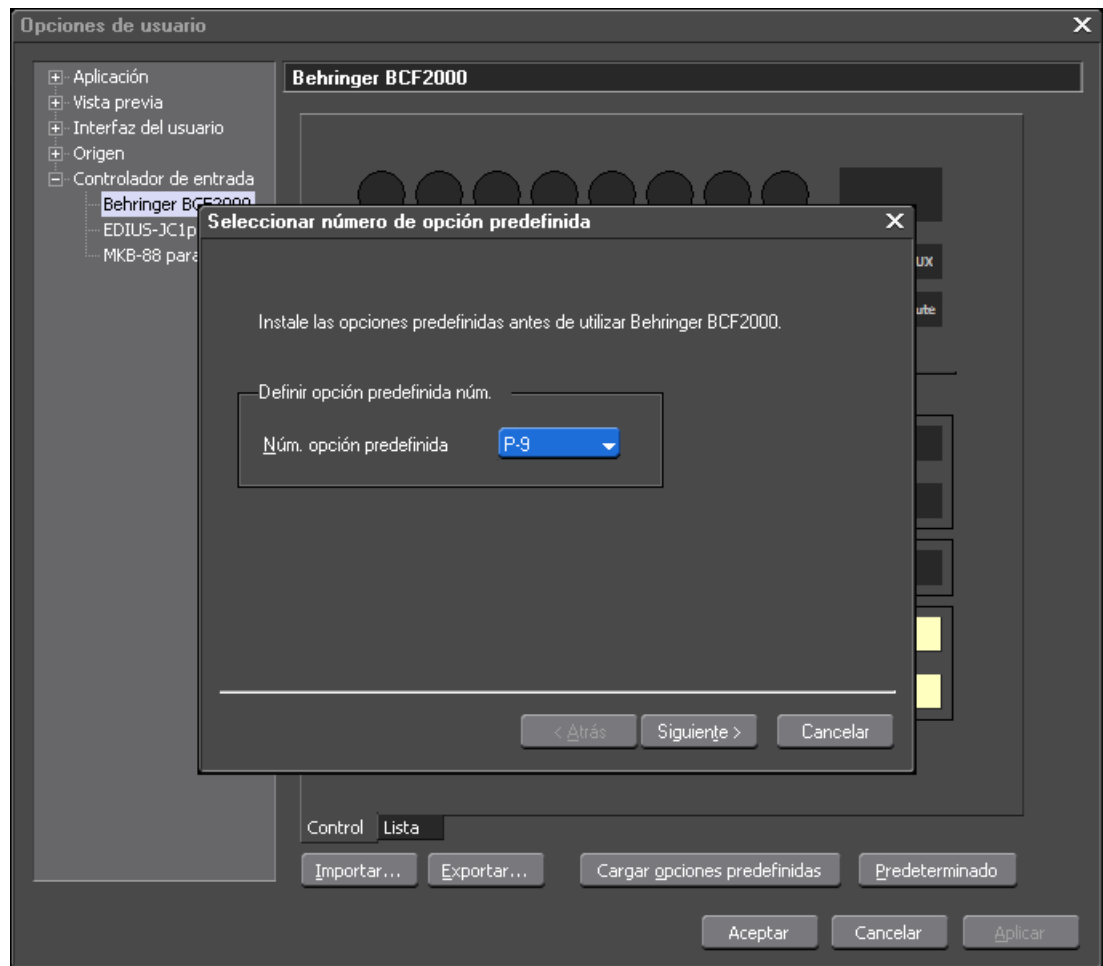 Opciones de usuario
Aplicación
Vista previa
Interfaz del usuario
Origen
Controlador de entrada
Behringer BCF2000
EDIUS-JC1p
MKB-88 para
Behringer BCF2000
Seleccionar número de opción predefinida
Instale las opciones predefinidas antes de utilizar Behringer BCF2000.
Definir opción predefinida núm.
Núm. opción predefinida
P-9
< Atrás
Siguiente >
Cancelar
UX
ute
Control
Lista
Importar...
Exportar...
Cargar opciones predefinidas
Predeterminado
Aceptar
Cancelar
Aplicar